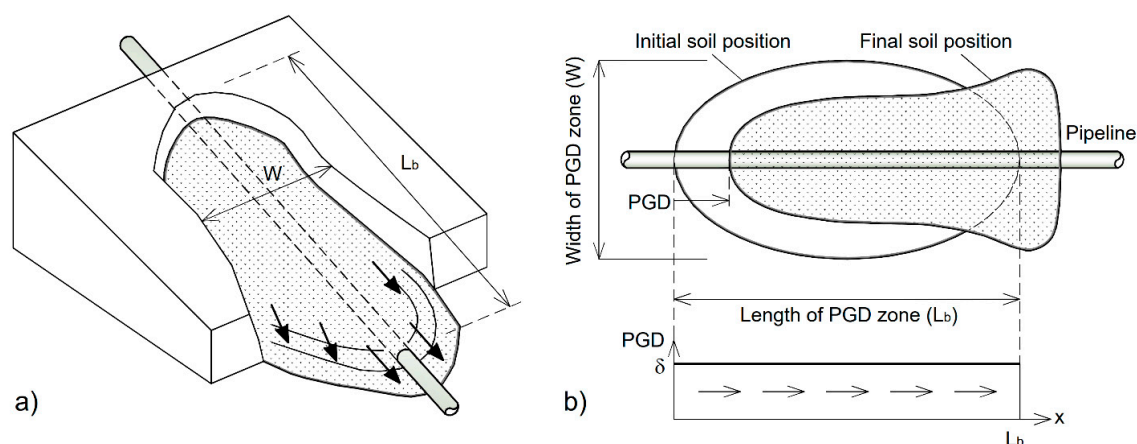 W
Lb
a)
Initial soil position
Final soil position
Width of PGD zone (W)
Pipeline
PGD
Length of PGD zone (Lb)
PGD
δ
x
Lb
b)